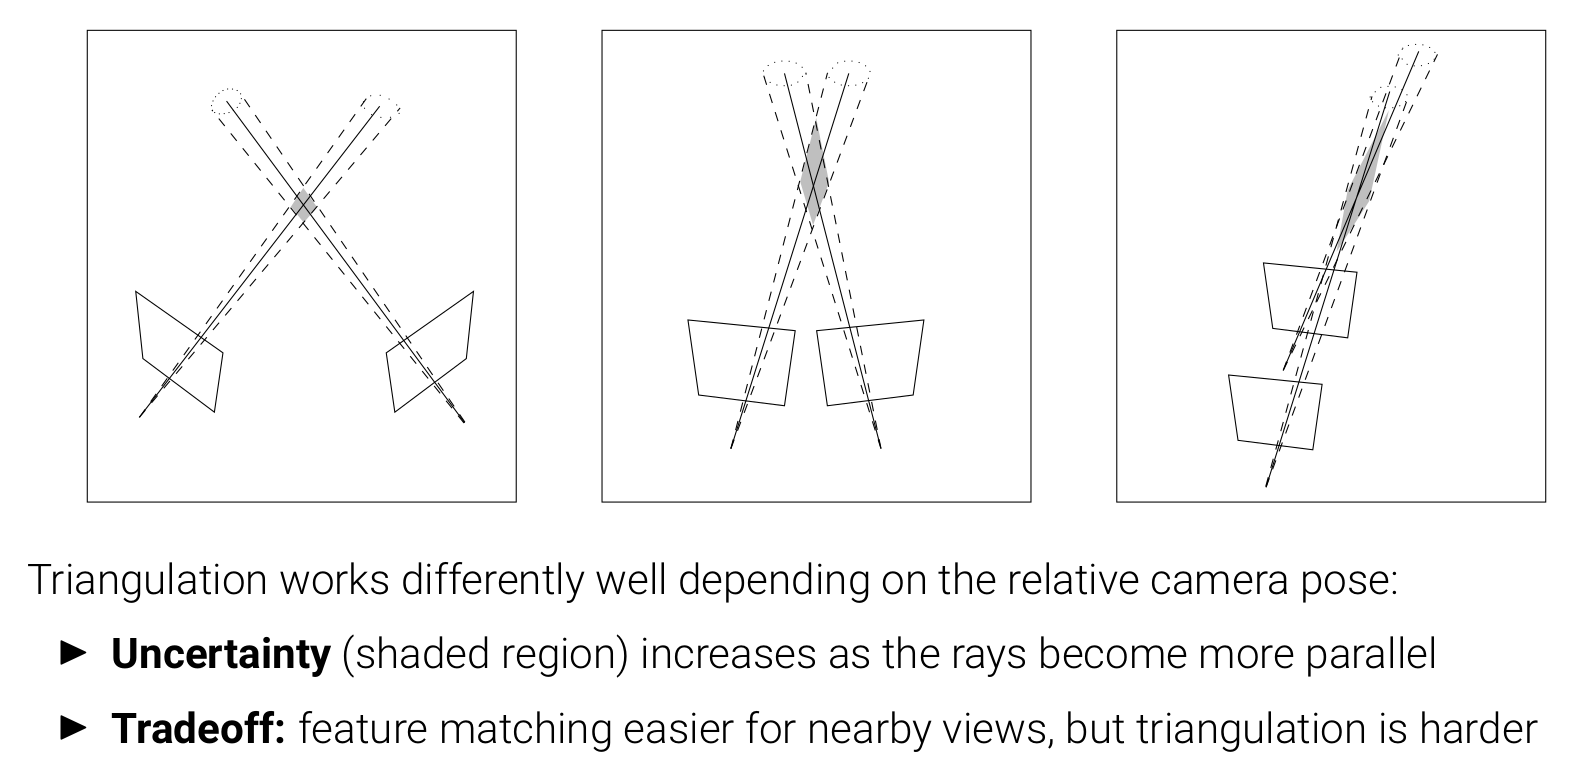 Triangulation works differently well depending on the relative camera pose:
► Uncertainty (shaded region) increases as the rays become more parallel
► Tradeoff: feature matching easier for nearby views, but triangulation is harder